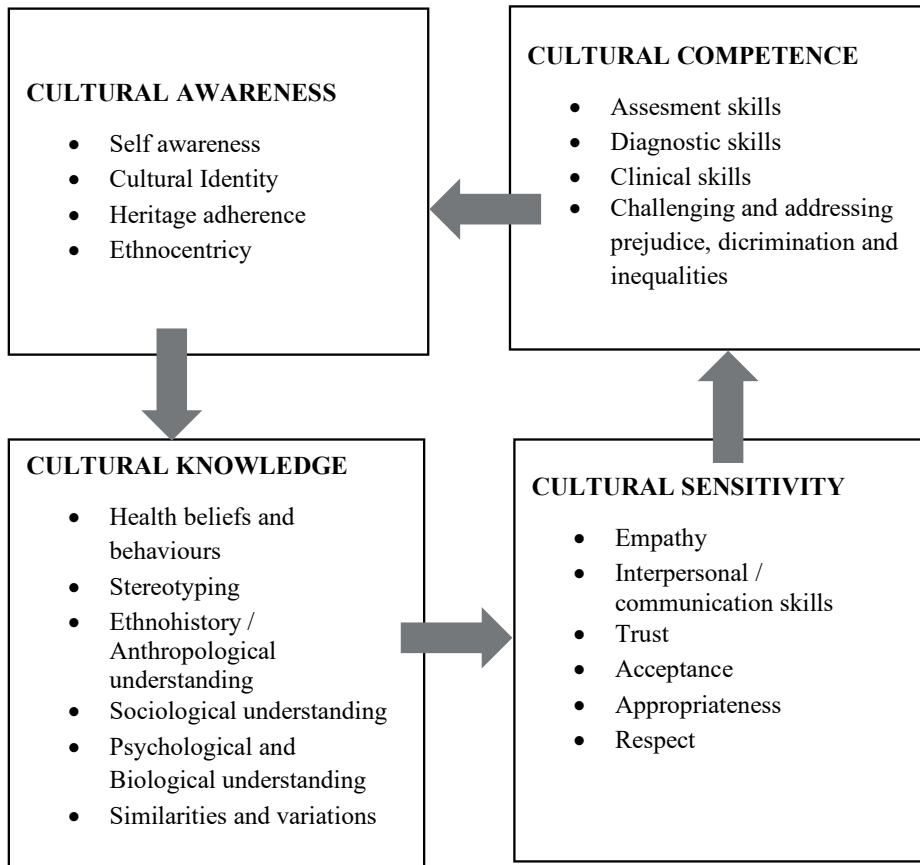 CULTURAL AWARENESS
• Self awareness
• Cultural Identity
• Heritage adherence
• Ethnocentricy
CULTURAL COMPETENCE
• Assesment skills
• Diagnostic skills
• Clinical skills
• Challenging and addressing
prejudice, dicrimination and
inequalities
CULTURAL KNOWLEDGE
• Health beliefs and
behaviours
• Stereotyping
• Ethnohistory /
Anthropological
understanding
• Sociological understanding
• Psychological and
Biological understanding
• Similarities and variations
CULTURAL SENSITIVITY
• Empathy
• Interpersonal /
communication skills
• Trust
• Acceptance
• Appropriateness
• Respect